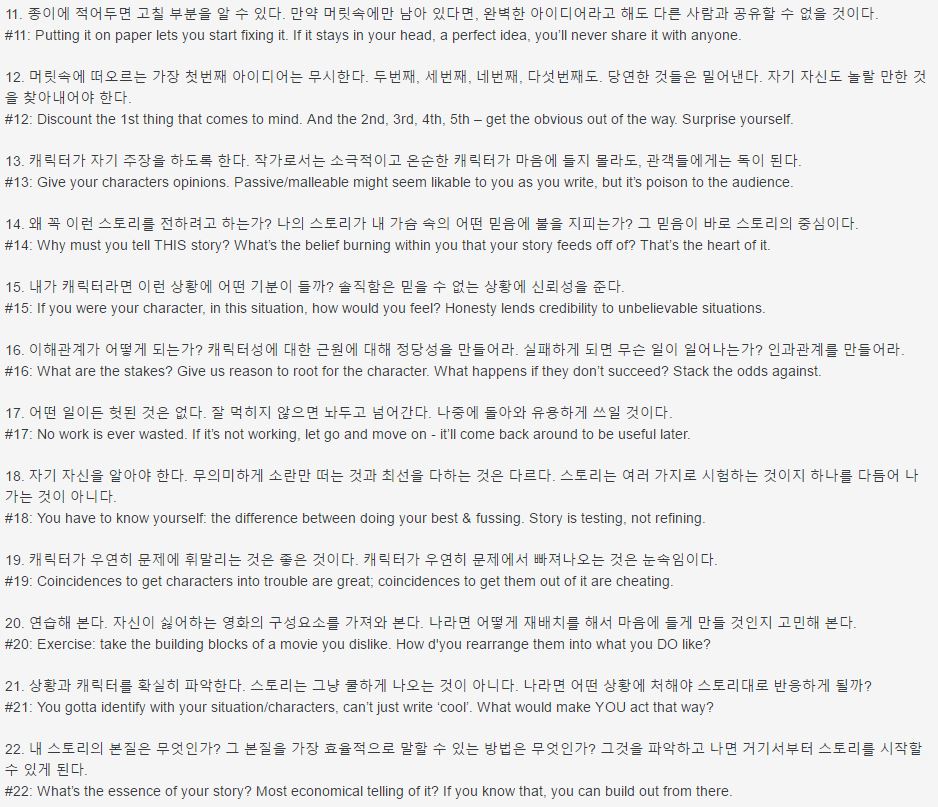 11. 종이에 적어두면 고칠 부분을 알 수 있다. 만약 머릿속에만 남아 있다면, 완벽한 아이디어라고 해도 다른 사람과 공유할 수 없을 것이다.
#11: Putting it on paper lets you start fixing it. If it stays in your head, a perfect idea, you’ll never share it with anyone.
12. 머릿속에 떠오르는 가장 첫번째 아이디어는 무시한다. 두번째, 세번째, 네번째, 다섯번째도. 당연한 것들은 밀어낸다. 자기 자신도 놀랄 만한 것
을 찾아내어야 한다.
#12: Discount the 1st thing that comes to mind. And the 2nd, 3rd, 4th, 5th – get the obvious out of the way. Surprise yourself.
13. 캐릭터가 자기 주장을 하도록 한다. 작가로서는 소극적이고 온순한 캐릭터가 마음에 들지 몰라도, 관객들에게는 독이 된다.
#13: Give your characters opinions. Passive/malleable might seem likable to you as you write, but it’s poison to the audience.
14. 왜 꼭 이런 스토리를 전하려고 하는가? 나의 스토리가 내 가슴 속의 어떤 믿음에 불을 지피는가? 그 믿음이 바로 스토리의 중심이다.
#14: Why must you tell THIS story? What’s the belief burning within you that your story feeds off of? That’s the heart of it.
15. 내가 캐릭터라면 이런 상황에 어떤 기분이 들까? 솔직함은 믿을 수 없는 상황에 신뢰성을 준다.
#15: If you were your character, in this situation, how would you feel? Honesty lends credibility to unbelievable situations.
16. 이해관계가 어떻게 되는가? 캐릭터성에 대한 근원에 대해 정당성을 만들어라. 실패하게 되면 무슨 일이 일어나는가? 인과관계를 만들어라.
#16: What are the stakes? Give us reason to root for the character. What happens if they don’t succeed? Stack the odds against.
17. 어떤 일이든 헛된 것은 없다. 잘 먹히지 않으면 놔두고 넘어간다. 나중에 돌아와 유용하게 쓰일 것이다.
#17: No work is ever wasted. If it’s not working, let go and move on - it’ll come back around to be useful later.
18. 자기 자신을 알아야 한다. 무의미하게 소란만 떠는 것과 최선을 다하는 것은 다르다. 스토리는 여러 가지로 시험하는 것이지 하나를 다듬어 나
가는 것이 아니다.
#18: You have to know yourself: the difference between doing your best & fussing. Story is testing, not refining.
19. 캐릭터가 우연히 문제에 휘말리는 것은 좋은 것이다. 캐릭터가 우연히 문제에서 빠져나오는 것은 눈속임이다.
#19: Coincidences to get characters into trouble are great; coincidences to get them out of it are cheating.
20. 연습해 본다. 자신이 싫어하는 영화의 구성요소를 가져와 본다. 나라면 어떻게 재배치를 해서 마음에 들게 만들 것인지 고민해 본다.
#20: Exercise: take the building blocks of a movie you dislike. How d'you rearrange them into what you DO like?
21. 상황과 캐릭터를 확실히 파악한다. 스토리는 그냥 쿨하게 나오는 것이 아니다. 나라면 어떤 상황에 처해야 스토리대로 반응하게 될까?
#21: You gotta identify with your situation/characters, can’t just write ‘cool’. What would make YOU act that way?
22. 내 스토리의 본질은 무엇인가? 그 본질을 가장 효율적으로 말할 수 있는 방법은 무엇인가? 그것을 파악하고 나면 거기서부터 스토리를 시작할
수 있게 된다.
#22: What’s the essence of your story? Most economical telling of it? If you know that, you can build out from there.